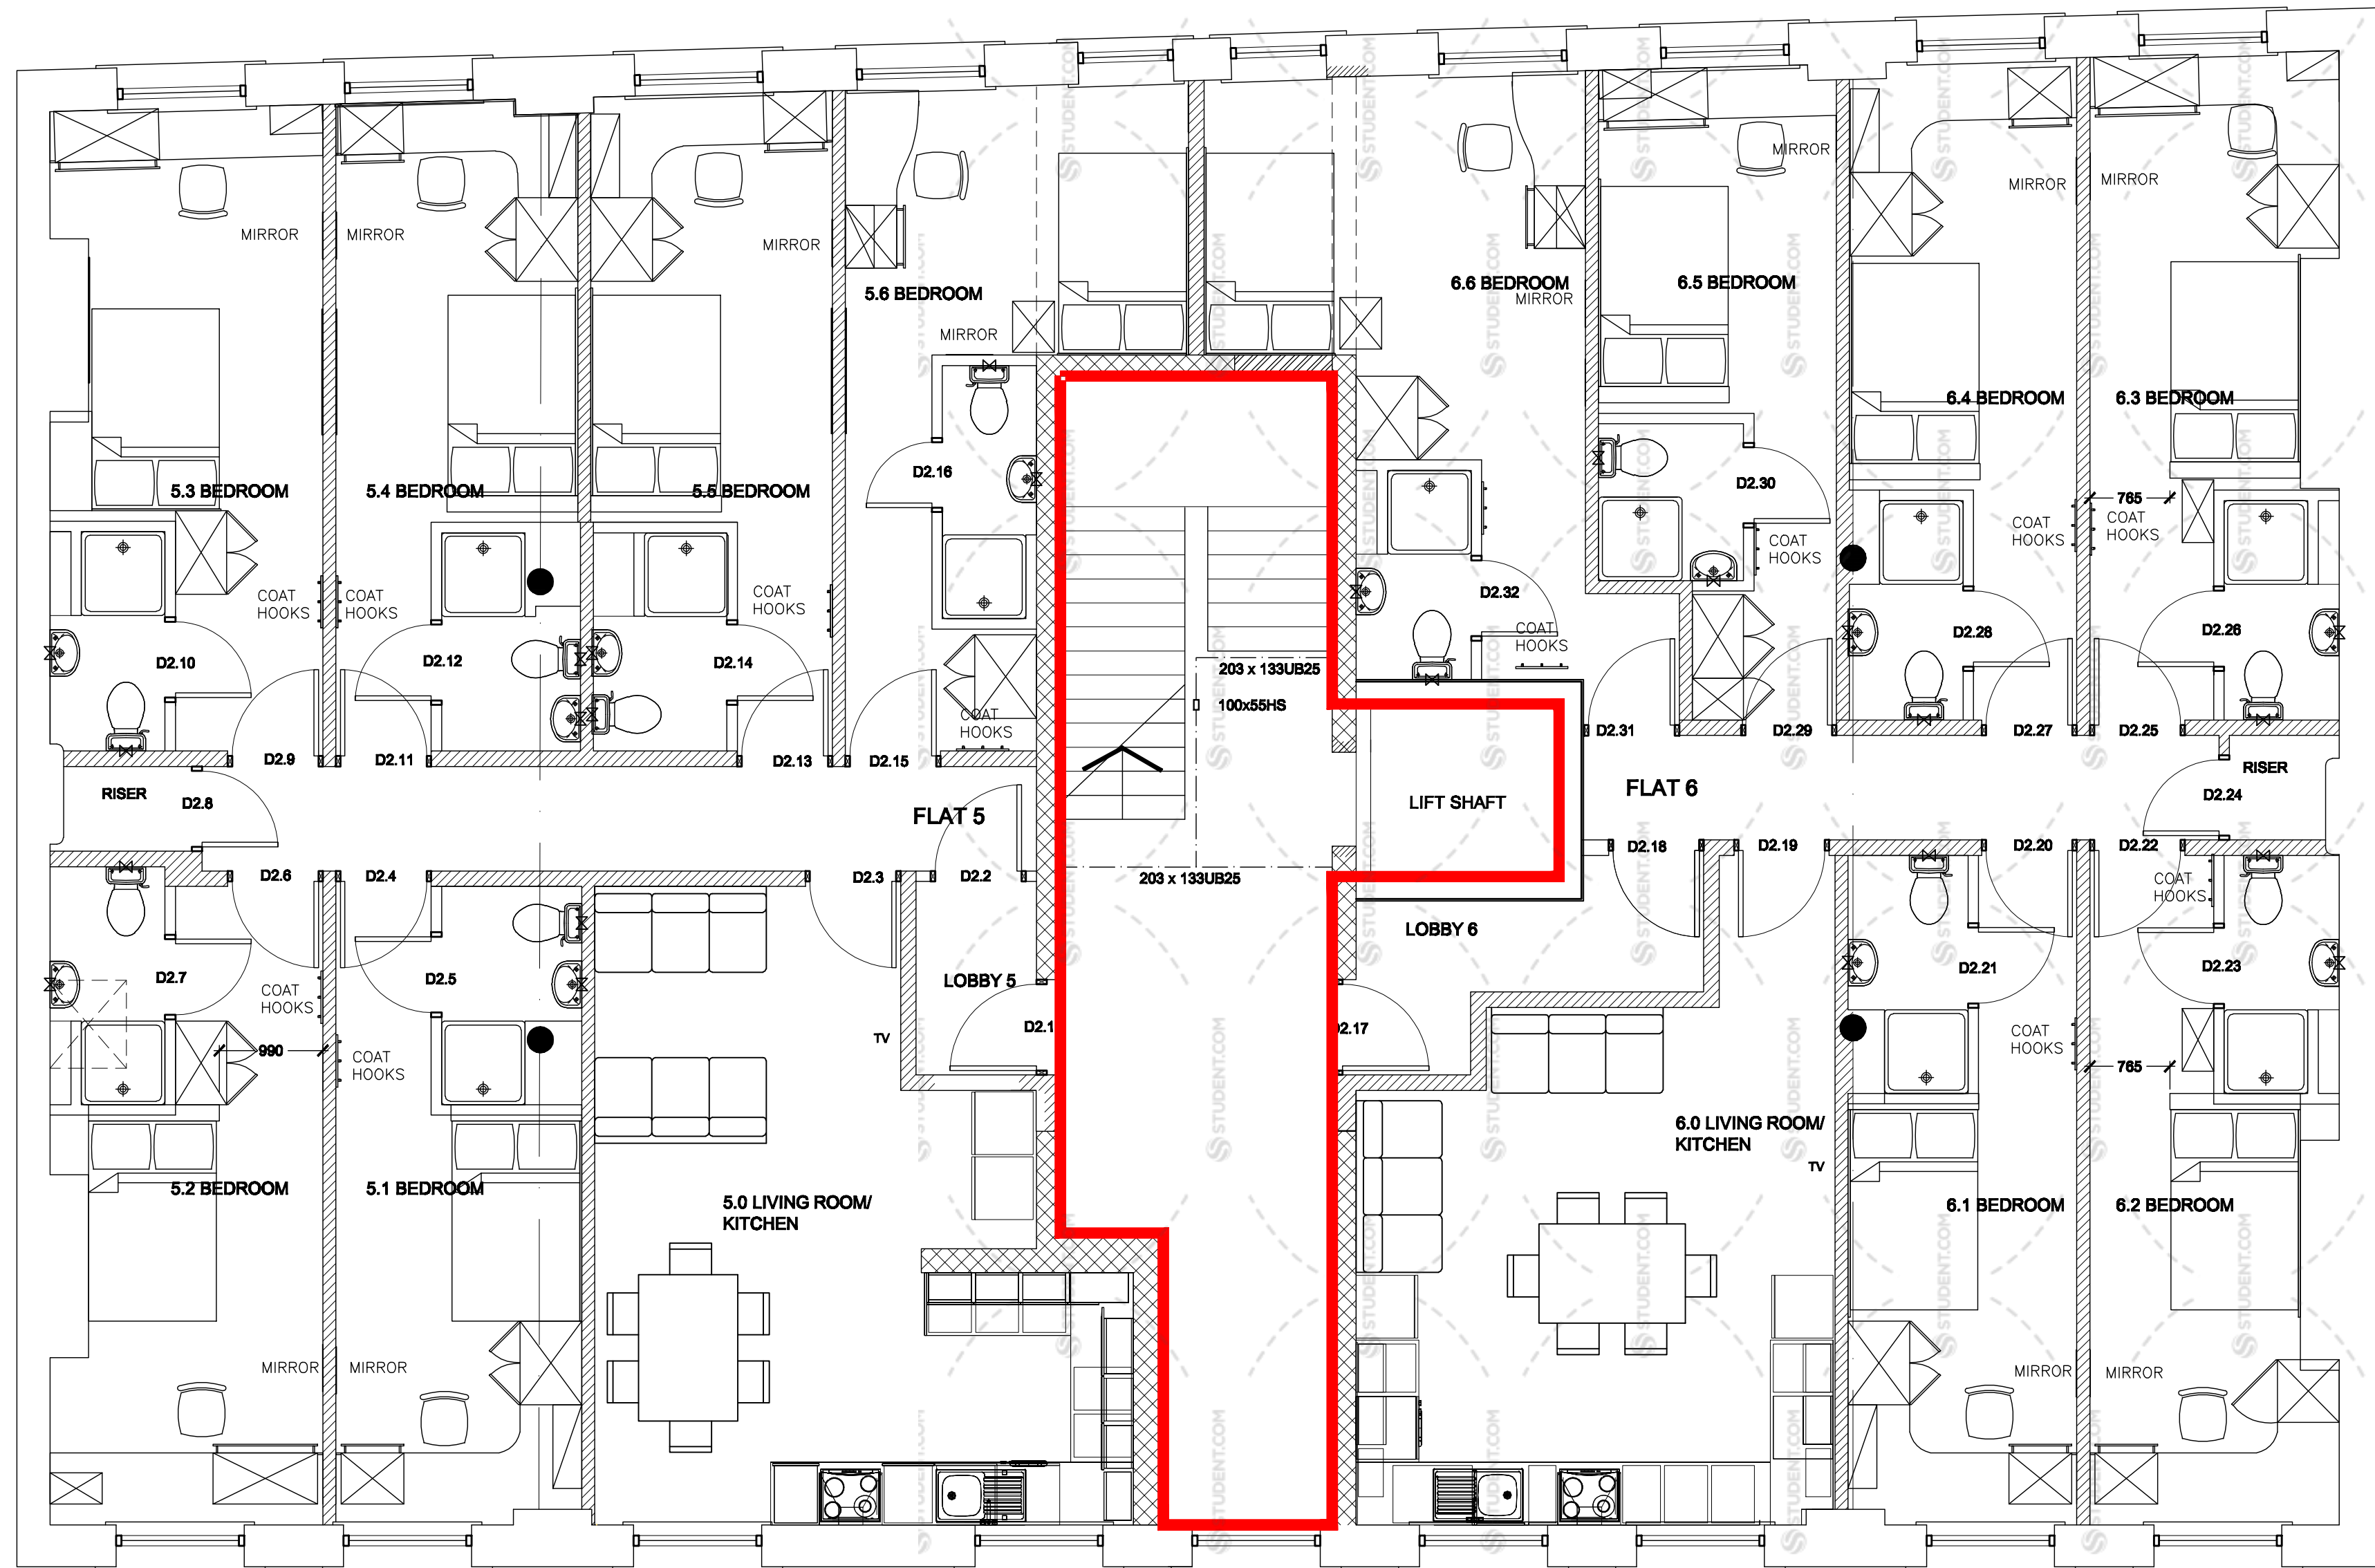 MIRROR
MIRROR
MIRROR
MIRROR
MIRROR
MIRROR
MIRROR
MIRROR
5.6 BEDROOM
6.6 BEDROOM
6.5 BEDROOM
6.4 BEDROOM
6.3 BEDROOM
5.3 BEDROOM
5.4 BEDROOM
5.5 BEDROOM
D2.16
D2.30
765
COAT
HOOKS
COAT
HOOKS
COAT
HOOKS
COAT
HOOKS
COAT
HOOKS
COAT
HOOKS
D2.32
COAT
HOOKS
D2.10
D2.12
D2.14
D2.28
D2.26
203 x 133UB25
100x55HS
COAT
HOOKS
D2.9
D2.11
D2.13
D2.15
D2.31
D2.29
D2.27
D2.25
RISER
D2.8
FLAT 5
LIFT SHAFT
FLAT 6
RISER
D2.24
D2.6
D2.4
D2.3
D2.2
203 x 133UB25
D2.18
D2.19
D2.20
D2.22
COAT
HOOKS
LOBBY 6
D2.7
D2.5
LOBBY 5
D2.21
D2.23
COAT
HOOKS
D2.1
D2.17
TV
COAT
HOOKS
990
COAT
HOOKS
765
6.0 LIVING ROOM/
KITCHEN
TV
5.2 BEDROOM
5.1 BEDROOM
5.0 LIVING ROOM/
KITCHEN
6.1 BEDROOM
6.2 BEDROOM
MIRROR
MIRROR
MIRROR
MIRROR
STUDENT.COM